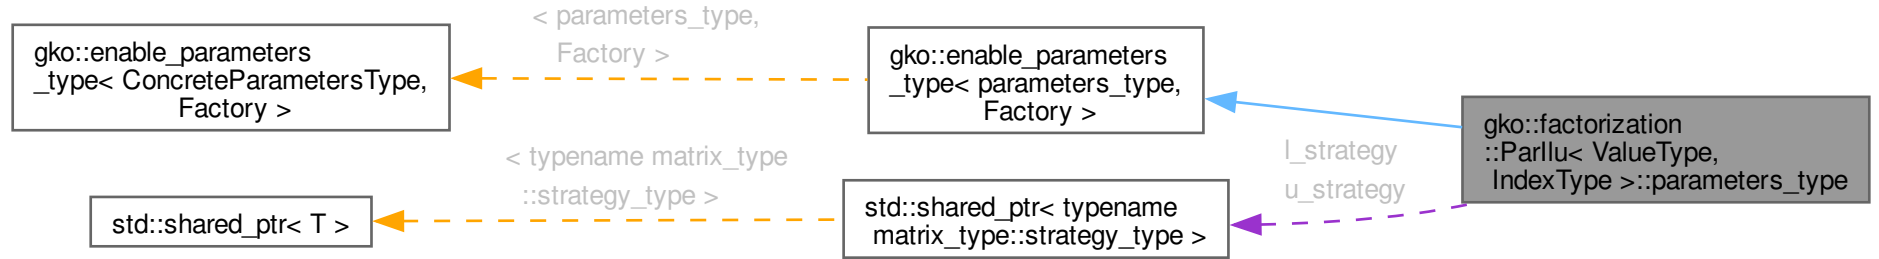 gko::enable_parameters
_type< ConcreteParametersType,
Factory >
< parameters_type,
Factory >
gko::enable_parameters
_type< parameters_type,
Factory >
std::shared_ptr< T >
< typename matrix_type
::strategy_type >
std::shared_ptr< typename
matrix_type::strategy_type >
l_strategy
u_strategy
gko::factorization
::ParIlu< ValueType,
IndexType >::parameters_type